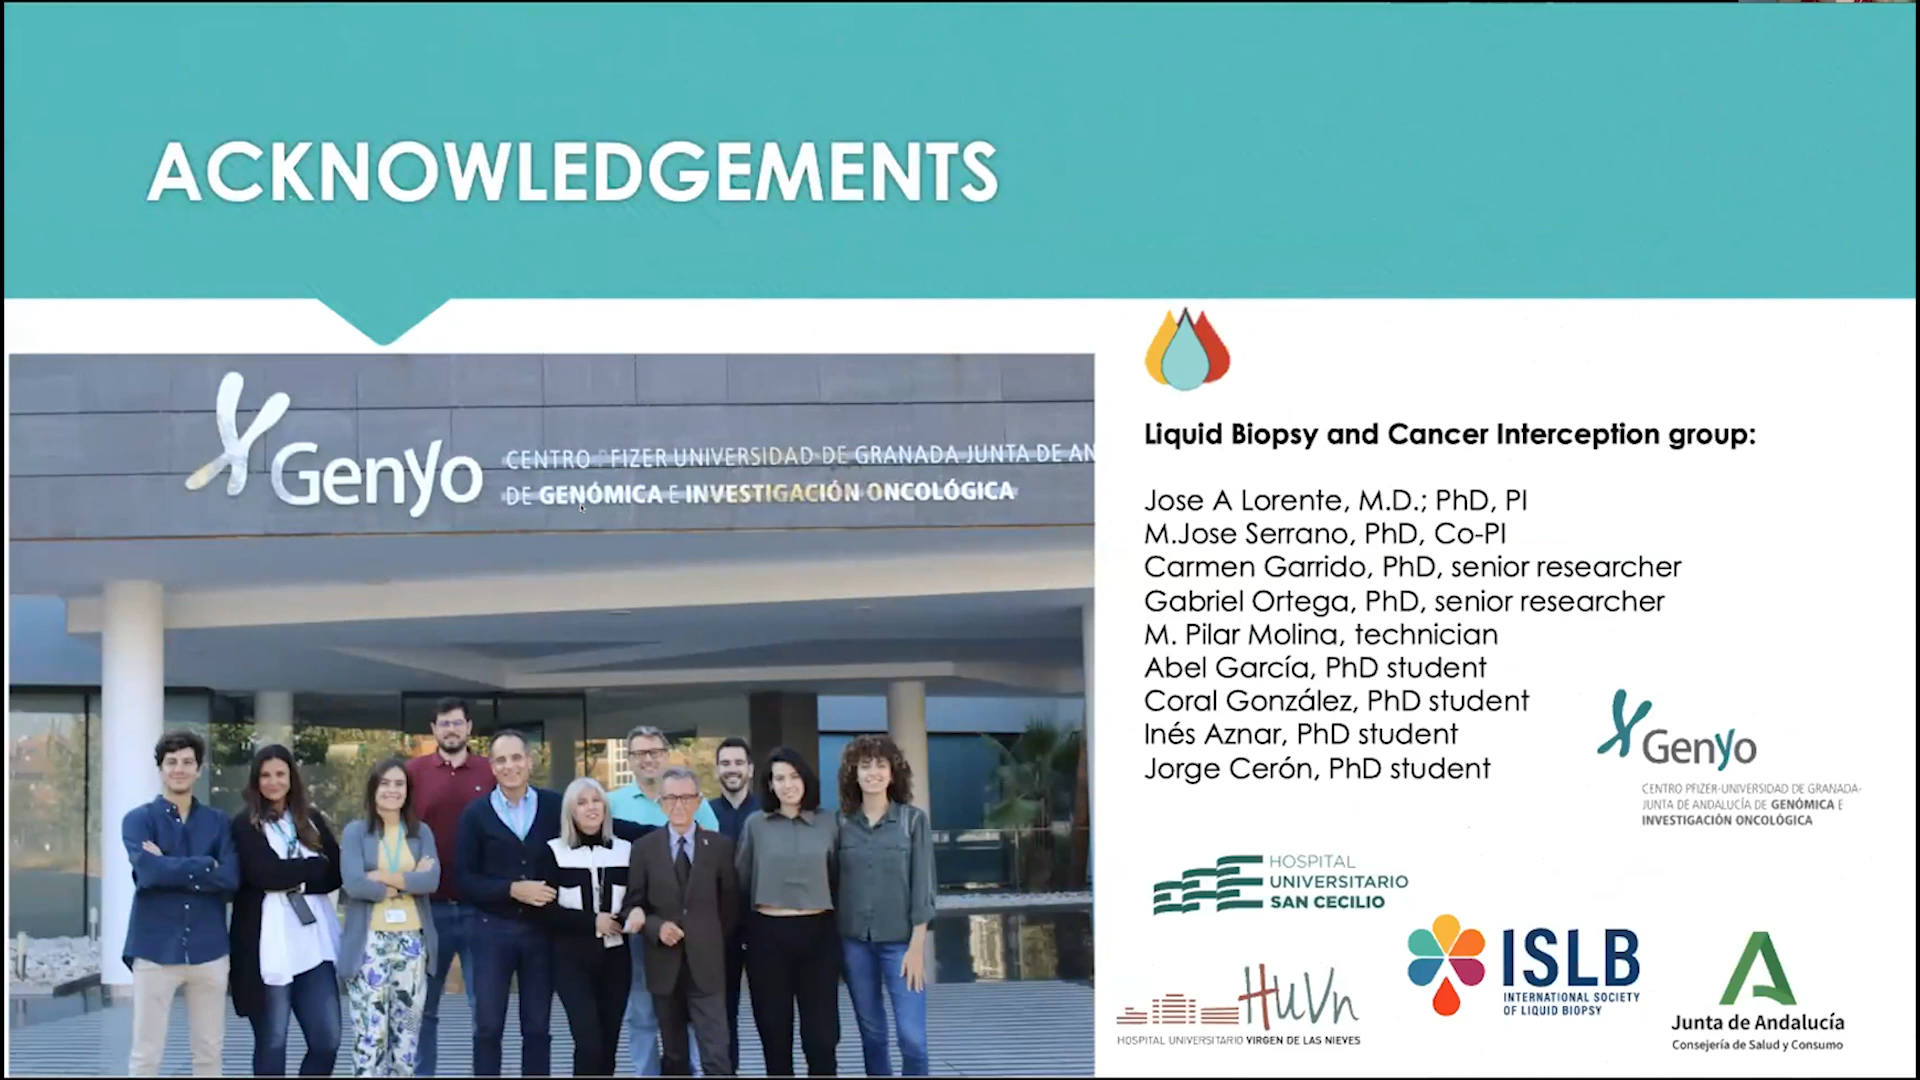 ACKNOWLEDGEMENTS
Genyo
CENTRO PFIZER UNIVERSIDAD DE GRANADA JUNTA DE AN
DE GENÓMICA E INVESTIGACIÓN ONCOLÓGICA
Liquid Biopsy and Cancer Interception group:
Jose A Lorente, M.D.; PhD, PI
M.Jose Serrano, PhD, Co-PI
Carmen Garrido, PhD, senior researcher
Gabriel Ortega, PhD, senior researcher
M. Pilar Molina, technician
Abel García, PhD student
Coral González, PhD student
Inés Aznar, PhD student
Jorge Cerón, PhD student
Genyo
CENTRO PFIZER-UNIVERSIDAD DE GRANADA-
JUNTA DE ANDALUCÍA DE GENÓMICA E
INVESTIGACIÓN ONCOLÓGICA
HOSPITAL
UNIVERSITARIO
SAN CECILIO
ISLB
INTERNATIONAL SOCIETY
OF LIQUID BIOPSY
HUVn
HOSPITAL UNIVERSITARIO VIRGEN DE LAS NIEVES
Junta de Andalucía
Consejería de Salud y Consumo